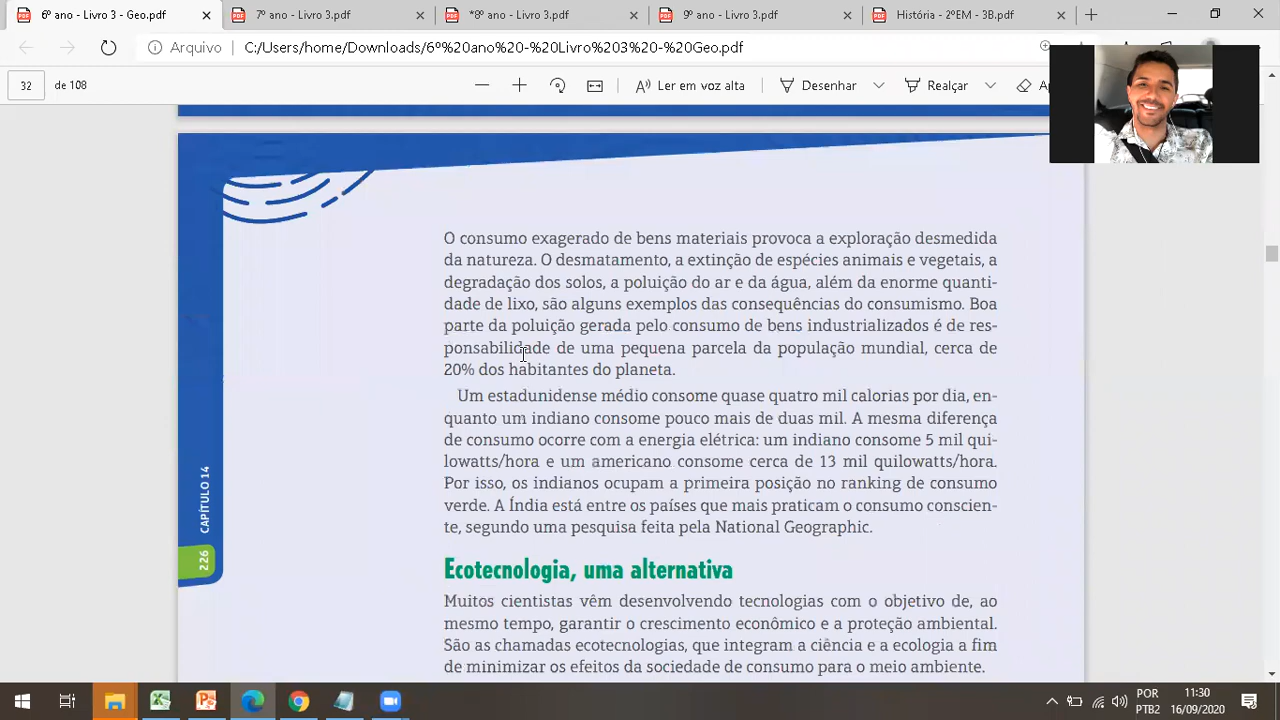 6º ano - Livro 3 - Geo.pdf
7º ano - Livro 3.pdf
*8º ano - Livro 3.pdf
9º ano - Livro 3.pdf
História - 2ºEM - 3B.pdf
Arquivo
C:/Users/home/Downloads/6º%20ano%20-%20Livro%203%20-%20Geo.pdf
32 de 108
Ler em voz alta
Desenhar
Realçar
O consumo exagerado de bens materiais provoca a exploração desmedida
da natureza. O desmatamento, a extinção de espécies animais e vegetais, a
degradação dos solos, a poluição do ar e da água, além da enorme quanti-
dade de lixo, são alguns exemplos das consequências do consumismo. Boa
parte da poluição gerada pelo consumo de bens industrializados é de res-
ponsabilidade de uma pequena parcela da população mundial, cerca de
20% dos habitantes do planeta.
Um estadunidense médio consome quase quatro mil calorias por dia, en-
quanto um indiano consome pouco mais de duas mil. A mesma diferença
de consumo ocorre com a energia elétrica: um indiano consome 5 mil qui-
lowatts/hora e um americano consome cerca de 13 mil quilowatts/hora.
Por isso, os indianos ocupam a primeira posição no ranking de consumo
verde. A Índia está entre os países que mais praticam o consumo conscien-
te, segundo uma pesquisa feita pela National Geographic.
CAPÍTULO 14
226
Ecotecnologia, uma alternativa
Muitos cientistas vêm desenvolvendo tecnologias com o objetivo de, ao
mesmo tempo, garantir o crescimento econômico e a proteção ambiental.
São as chamadas ecotecnologias, que integram a ciência e a ecologia a fim
de minimizar os efeitos da sociedade de consumo para o meio ambiente.
POR
PTB2
11:30
16/09/2020